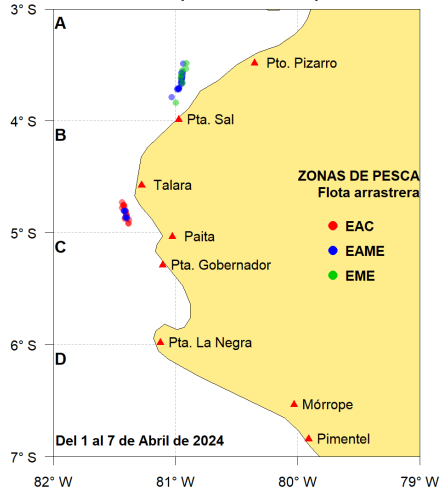 3° S
A
Pto. Pizarro
4° S
Pta. Sal
B
ZONAS DE PESCA
Talara
Flota arrastrera
EAC
5° S
Paita
C
EAME
Pta. Gobernador
EME
6° S
Pta. La Negra
D
Mórrope
Del 1 al 7 de Abril de 2024
Pimentel
7° S
82° W
81° W
80° W
79° W